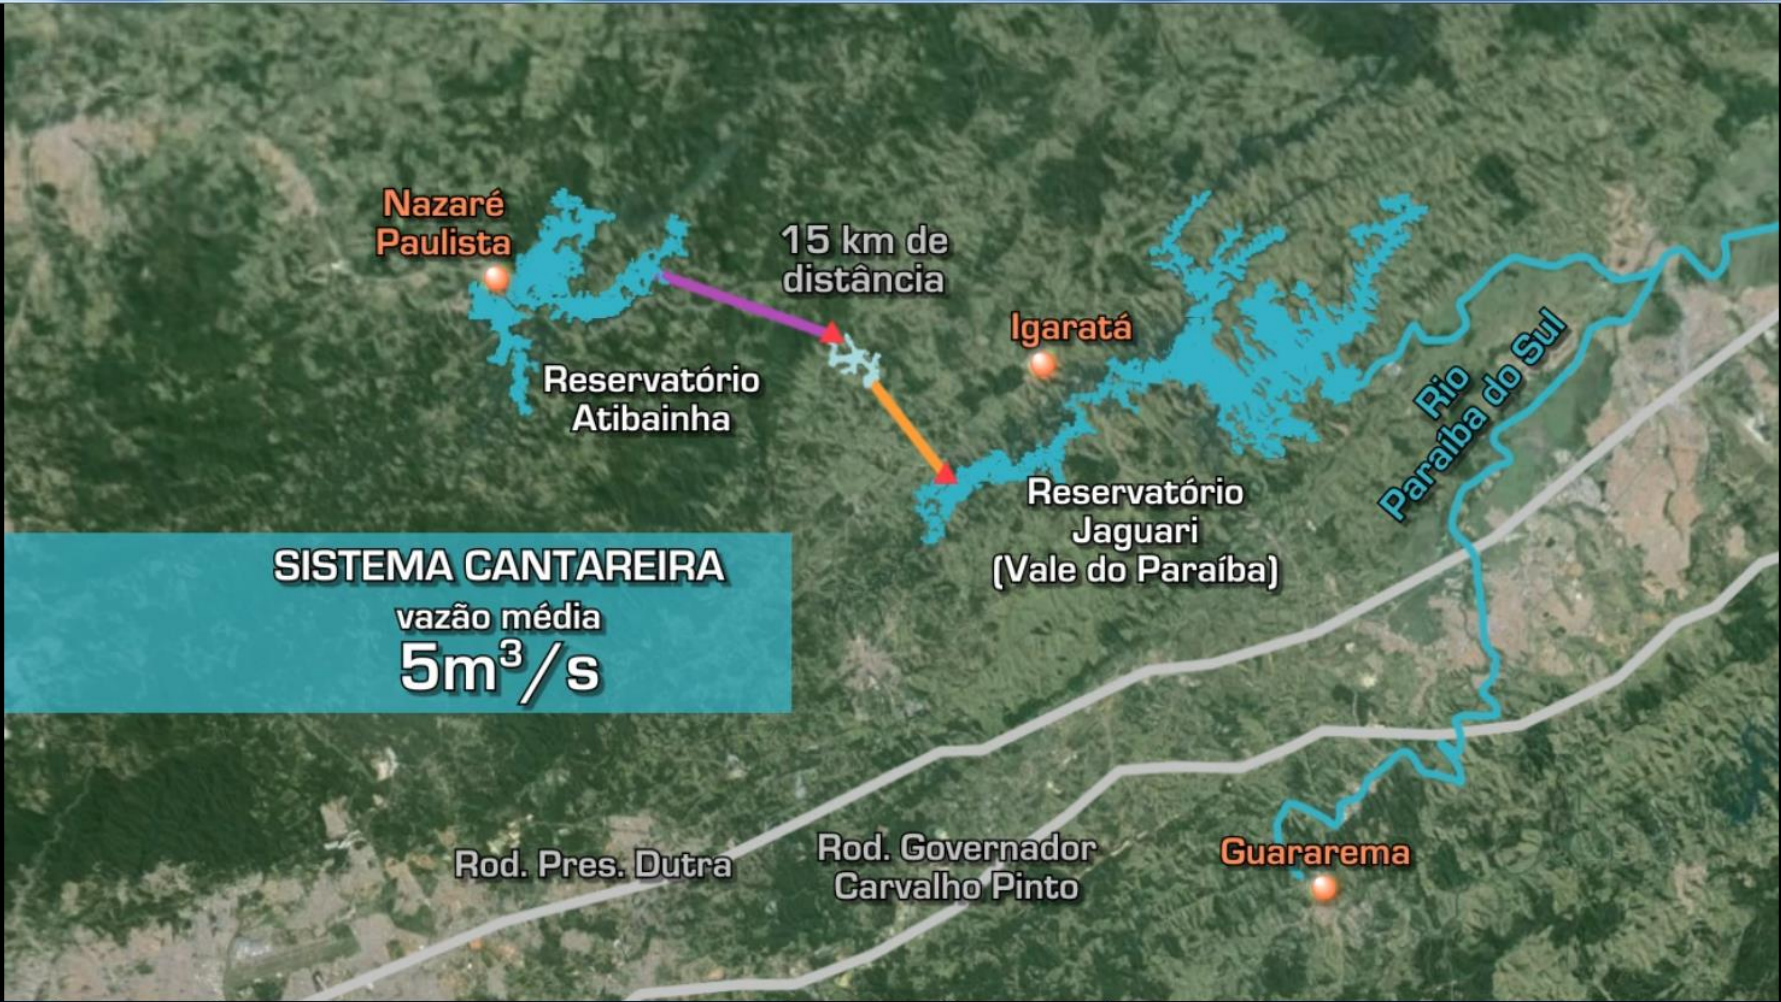 Nazaré
Paulista
15 km de
distância
Igaratá
Reservatório
Atibainha
Rio
Paraíba do Sul
Reservatório
Jaguari
(Vale do Paraíba)
SISTEMA CANTAREIRA
vazão média
5m³/s
Rod. Pres. Dutra
Rod. Governador
Carvalho Pinto
Guararema